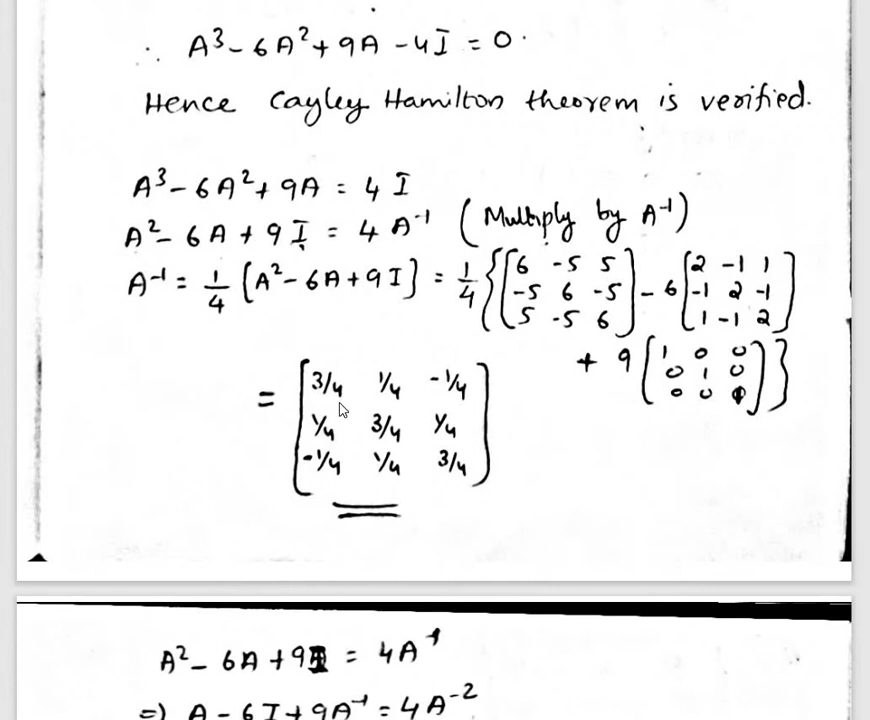 ∴ A³ - 6A² + 9A - 4I = 0.
Hence Cayley Hamilton theorem is verified.
A³ - 6A² + 9A = 4 I
A² - 6A + 9I = 4 A⁻¹ (Multiply by A⁻¹)
A⁻¹ = 1/4 [A² - 6A + 9I] = 1/4 {[6 -5 5
-5 6 -5
5 -5 6] - 6 [2 -1 1
-1 2 -1
1 -1 2]
+ 9 [1 0 0
0 1 0
0 0 1]}
= [3/4 1/4 -1/4
1/4 3/4 1/4
-1/4 1/4 3/4]
A² - 6A + 9I = 4A⁻¹
⇒ A - 6I + 9A⁻¹ = 4A⁻²